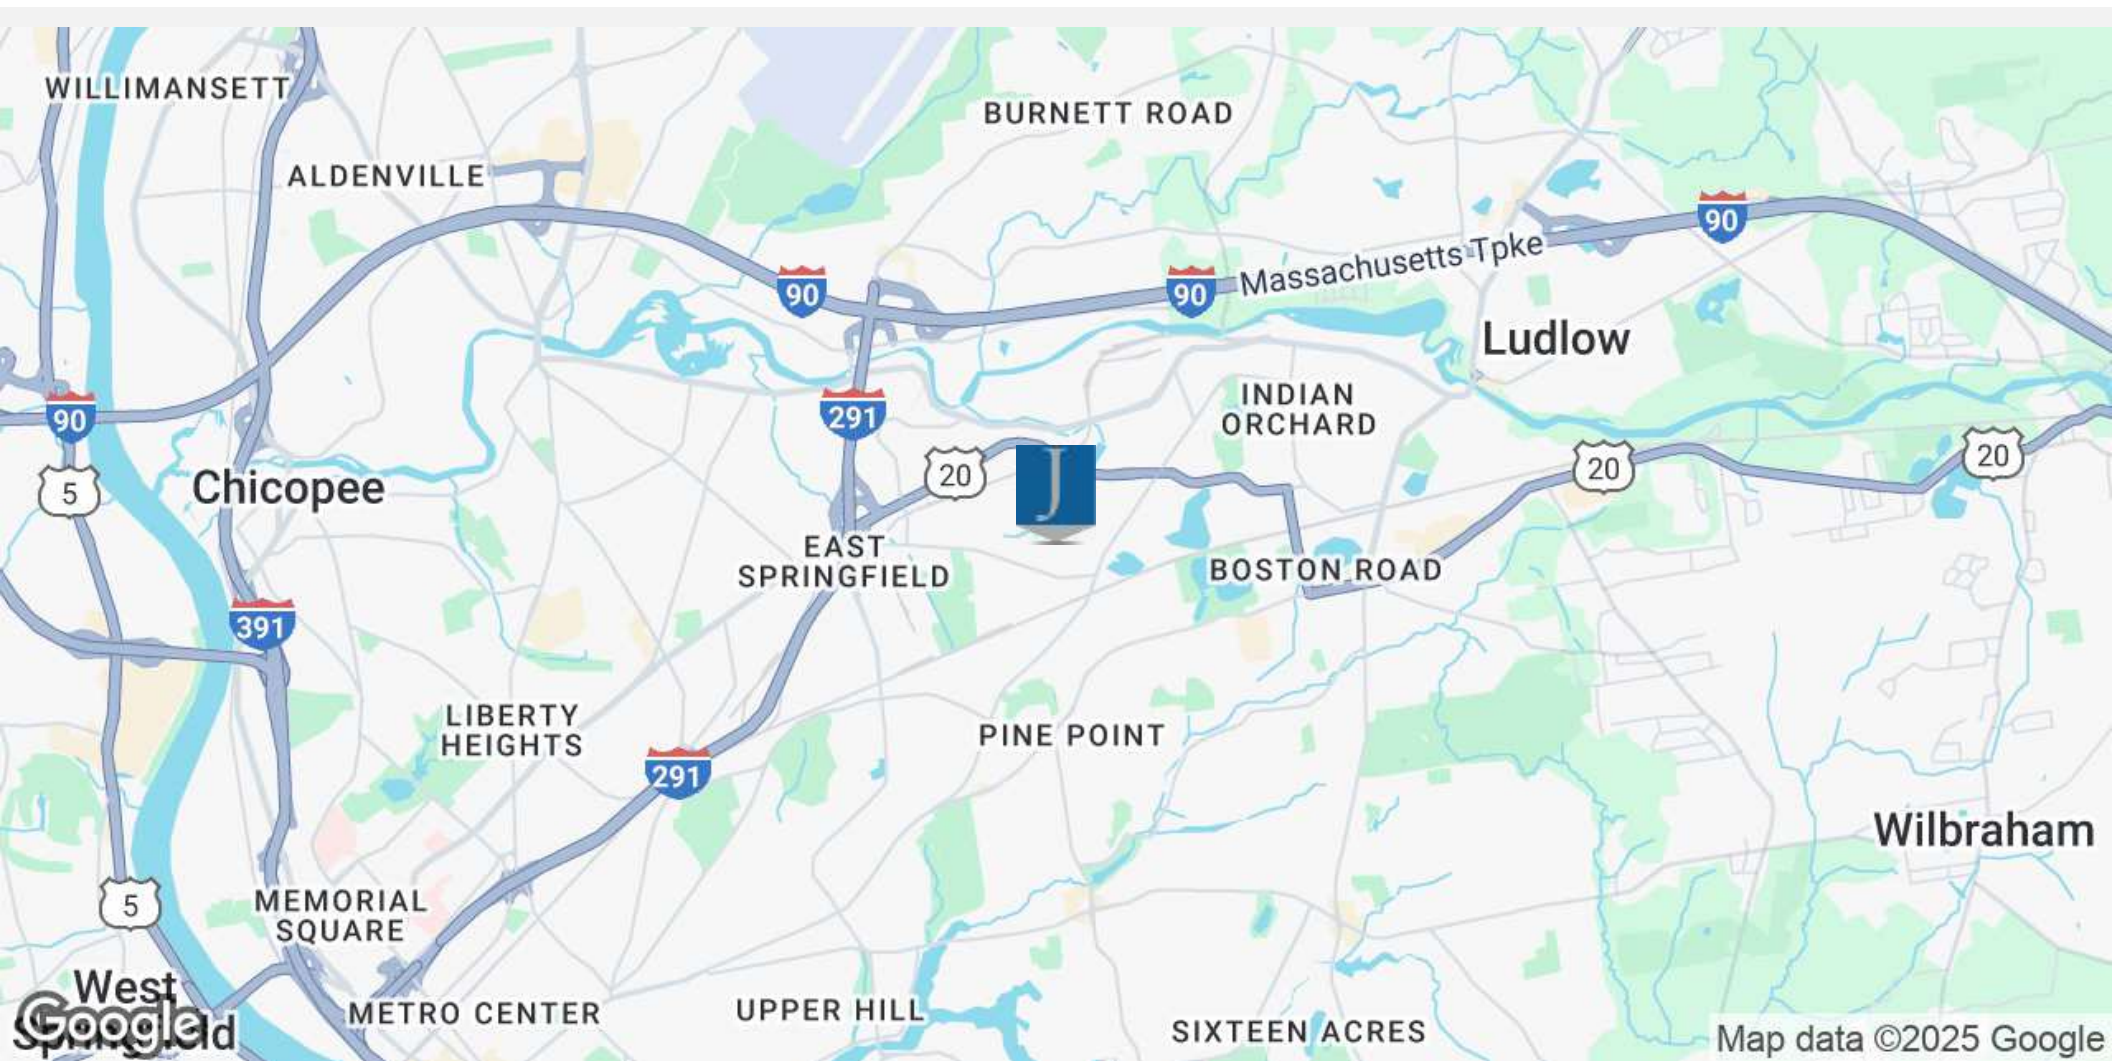 WILLIMANSETT
BURNETT ROAD
ALDENVILLE
90
Massachusetts Tpke
90
90
Ludlow
90
291
INDIAN
ORCHARD
5
Chicopee
20
J
20
20
EAST
SPRINGFIELD
BOSTON ROAD
391
LIBERTY
HEIGHTS
PINE POINT
291
Wilbraham
5
MEMORIAL
SQUARE
West
Springfield
Google
METRO CENTER
UPPER HILL
SIXTEEN ACRES
Map data ©2025 Google